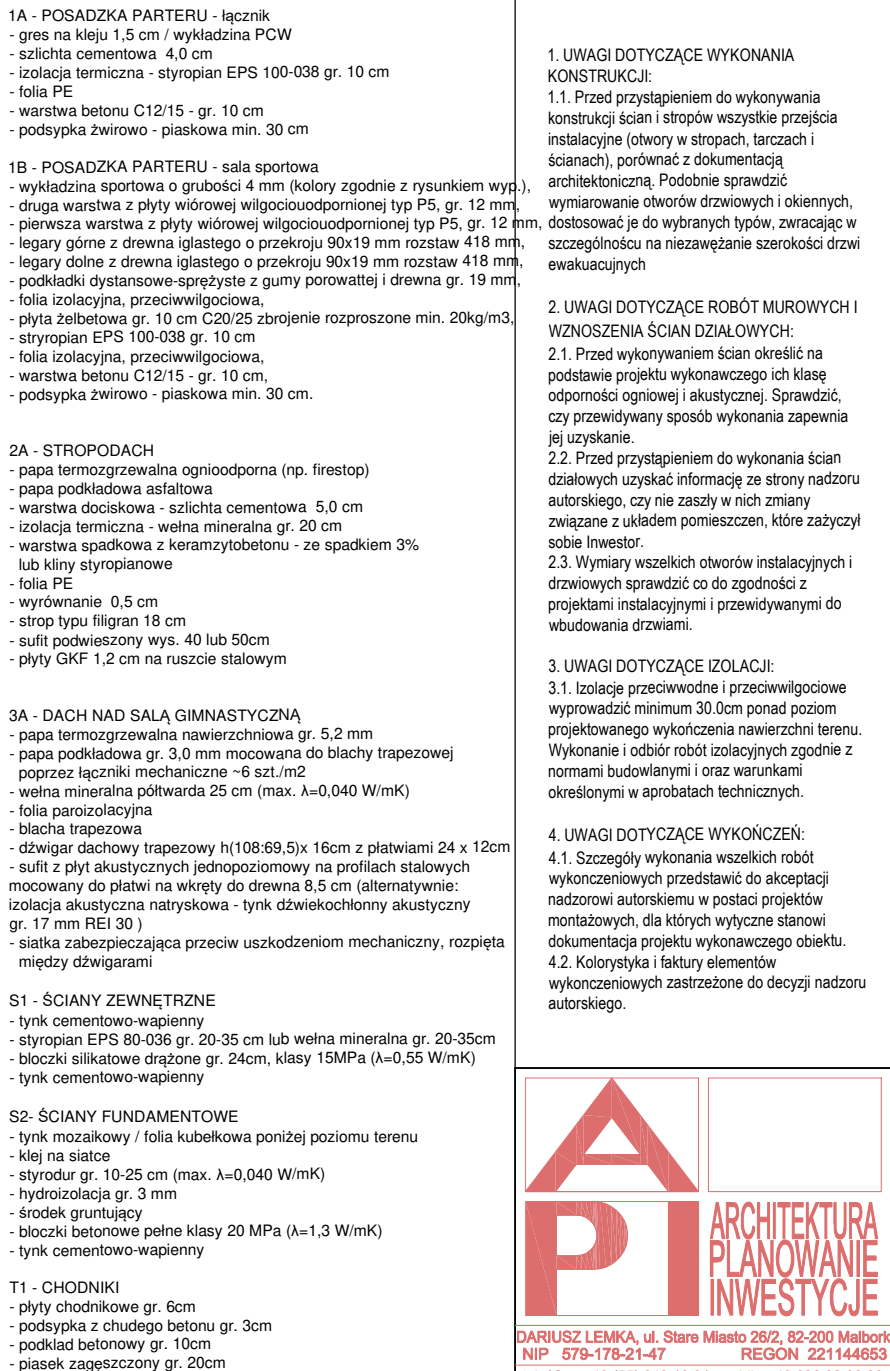 1A - POSADZKA PARTERU - łącznik
- gres na kleju 1,5 cm / wykładzina PCW
- szlichta cementowa 4,0 cm
- izolacja termiczna - styropian EPS 100-038 gr. 10 cm
- folia PE
- warstwa betonu C12/15 - gr. 10 cm
- podsypka żwirowo - piaskowa min. 30 cm
1B - POSADZKA PARTERU - sala sportowa
- wykładzina sportowa o grubości 4 mm (kolory zgodnie z rysunkiem wyp.),
- druga warstwa z płyty wiórowej wilgociouodpornionej typ P5, gr. 12 mm,
- pierwsza warstwa z płyty wiórowej wilgociouodpornionej typ P5, gr. 12 mm,
- legary górne z drewna iglastego o przekroju 90x19 mm rozstaw 418 mm,
- legary dolne z drewna iglastego o przekroju 90x19 mm rozstaw 418 mm,
- podkładki dystansowe-sprężyste z gumy porowattej i drewna gr. 19 mm,
- folia izolacyjna, przeciwwilgociowa,
- płyta żelbetowa gr. 10 cm C20/25 zbrojenie rozproszone min. 20kg/m3,
- stryropian EPS 100-038 gr. 10 cm
- folia izolacyjna, przeciwwilgociowa,
- warstwa betonu C12/15 - gr. 10 cm,
- podsypka żwirowo - piaskowa min. 30 cm.
2A - STROPODACH
- papa termozgrzewalna ognioodporna (np. firestop)
- papa podkładowa asfaltowa
- warstwa dociskowa - szlichta cementowa 5,0 cm
- izolacja termiczna - wełna mineralna gr. 20 cm
- warstwa spadkowa z keramzytobetonu - ze spadkiem 3%
lub kliny styropianowe
- folia PE
- wyrównanie 0,5 cm
- strop typu filigran 18 cm
- sufit podwieszony wys. 40 lub 50cm
- płyty GKF 1,2 cm na ruszcie stalowym
3A - DACH NAD SALĄ GIMNASTYCZNĄ
- papa termozgrzewalna nawierzchniowa gr. 5,2 mm
- papa podkładowa gr. 3,0 mm mocowana do blachy trapezowej
poprzez łączniki mechaniczne ~6 szt./m2
- wełna mineralna półtwarda 25 cm (max. λ=0,040 W/mK)
- folia paroizolacyjna
- blacha trapezowa
- dźwigar dachowy trapezowy h(108:69,5)x 16cm z płatwiami 24 x 12cm
- sufit z płyt akustycznych jednopoziomowy na profilach stalowych
mocowany do płatwi na wkręty do drewna 8,5 cm (alternatywnie:
izolacja akustyczna natryskowa - tynk dźwiekochłonny akustyczny
gr. 17 mm REI 30 )
- siatka zabezpieczająca przeciw uszkodzeniom mechaniczny, rozpięta
między dźwigarami
S1 - ŚCIANY ZEWNĘTRZNE
- tynk cementowo-wapienny
- styropian EPS 80-036 gr. 20-35 cm lub wełna mineralna gr. 20-35cm
- bloczki silikatowe drążone gr. 24cm, klasy 15MPa (λ=0,55 W/mK)
- tynk cementowo-wapienny
S2- ŚCIANY FUNDAMENTOWE
- tynk mozaikowy / folia kubełkowa poniżej poziomu terenu
- klej na siatce
- styrodur gr. 10-25 cm (max. λ=0,040 W/mK)
- hydroizolacja gr. 3 mm
- środek gruntujący
- bloczki betonowe pełne klasy 20 MPa (λ=1,3 W/mK)
- tynk cementowo-wapienny
T1 - CHODNIKI
- płyty chodnikowe gr. 6cm
- podsypka z chudego betonu gr. 3cm
- podklad betonowy gr. 10cm
- piasek zagęszczony gr. 20cm
1. UWAGI DOTYCZĄCE WYKONANIA
KONSTRUKCJI:
1.1. Przed przystąpieniem do wykonywania
konstrukcji ścian i stropów wszystkie przejścia
instalacyjne (otwory w stropach, tarczach i
ścianach), porównać z dokumentacją
architektoniczną. Podobnie sprawdzić
wymiarowanie otworów drzwiowych i okiennych,
dostosować je do wybranych typów, zwracając w
szczególnoścu na niezawężanie szerokości drzwi
ewakuacujnych
2. UWAGI DOTYCZĄCE ROBÓT MUROWYCH I
WZNOSZENIA ŚCIAN DZIAŁOWYCH:
2.1. Przed wykonywaniem ścian określić na
podstawie projektu wykonawczego ich klasę
odporności ogniowej i akustycznej. Sprawdzić,
czy przewidywany sposób wykonania zapewnia
jej uzyskanie.
2.2. Przed przystąpieniem do wykonania ścian
działowych uzyskać informację ze strony nadzoru
autorskiego, czy nie zaszły w nich zmiany
związane z układem pomieszczen, które zażyczył
sobie Inwestor.
2.3. Wymiary wszelkich otworów instalacyjnych i
drzwiowych sprawdzić co do zgodności z
projektami instalacyjnymi i przewidywanymi do
wbudowania drzwiami.
3. UWAGI DOTYCZĄCE IZOLACJI:
3.1. Izolacje przeciwwodne i przeciwwilgociowe
wyprowadzić minimum 30.0cm ponad poziom
projektowanego wykończenia nawierzchni terenu.
Wykonanie i odbiór robót izolacyjnych zgodnie z
normami budowlanymi i oraz warunkami
określonymi w aprobatach technicznych.
4. UWAGI DOTYCZĄCE WYKOŃCZEŃ:
4.1. Szczegóły wykonania wszelkich robót
wykonczeniowych przedstawić do akceptacji
nadzorowi autorskiemu w postaci projektów
montażowych, dla których wytyczne stanowi
dokumentacja projektu wykonawczego obiektu.
4.2. Kolorystyka i faktury elementów
wykonczeniowych zastrzeżone do decyzji nadzoru
autorskiego.
A
PI
ARCHITEKTURA
PLANOWANIE
INWESTYCJE
DARIUSZ LEMKA, ul. Stare Miasto 26/2, 82-200 Malbork
NIP 579-178-21-47 REGON 221144653